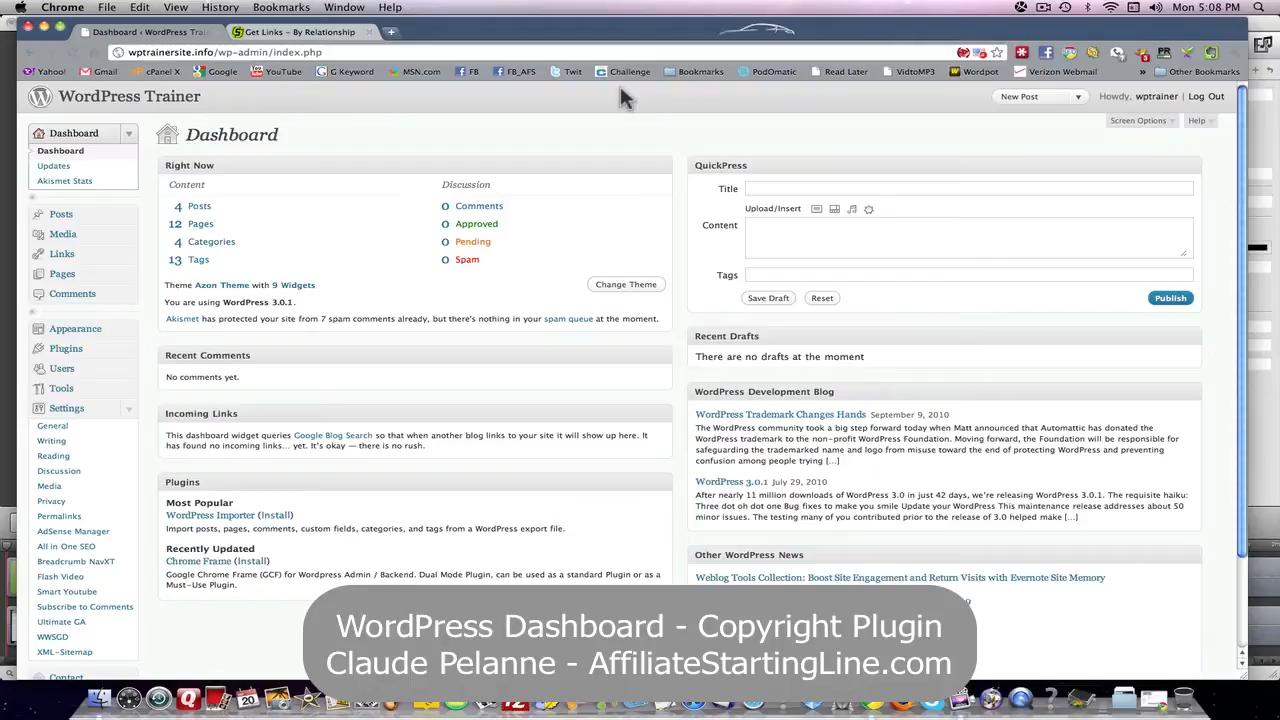 Chrome File Edit View History Bookmarks Window Help
Mon 5:08 PM
Dashboard ‹ WordPress Train
Get Links – By Relationship
wptrainersite.info/wp-admin/index.php
Yahoo! Gmail cPanel X Google YouTube G Keyword MSN.com FB FB_AFS Twit Challenge Bookmarks PodOmatic Read Later VidtoMP3 Wordpot Verizon Webmail » Other Bookmarks
WordPress Trainer
New Post
Howdy, wptrainer | Log Out
Screen Options
Help
Dashboard
Dashboard
Updates
Akismet Stats
Posts
Media
Links
Pages
Comments
Appearance
Plugins
Users
Tools
Settings
General
Writing
Reading
Discussion
Media
Privacy
Permalinks
AdSense Manager
All in One SEO
Breadcrumb NavXT
Flash Video
Smart Youtube
Subscribe to Comments
Ultimate GA
WWSGD
XML-Sitemap
Contact
Dashboard
Right Now
Content
Discussion
4 Posts
0 Comments
12 Pages
0 Approved
4 Categories
0 Pending
13 Tags
0 Spam
Theme Azon Theme with 9 Widgets
Change Theme
You are using WordPress 3.0.1.
Akismet has protected your site from 7 spam comments already, but there's nothing in your spam queue at the moment.
Recent Comments
No comments yet.
Incoming Links
This dashboard widget queries Google Blog Search so that when another blog links to your site it will show up here. It
has found no incoming links... yet. It's okay — there is no rush.
Plugins
Most Popular
WordPress Importer (Install)
Import posts, pages, comments, custom fields, categories, and tags from a WordPress export file.
Recently Updated
Chrome Frame (Install)
Google Chrome Frame (GCF) for Wordpress Admin / Backend. Dual Mode Plugin, can be used as a standard Plugin or as a
Must-Use Plugin.
QuickPress
Title
Upload/Insert
Content
Tags
Save Draft
Reset
Publish
Recent Drafts
There are no drafts at the moment
WordPress Development Blog
WordPress Trademark Changes Hands September 9, 2010
The WordPress community took a big step forward today when Matt announced that Automattic has donated the
WordPress trademark to the non-profit WordPress Foundation. Moving forward, the Foundation will be responsible for
safeguarding the trademarked name and logo from misuse toward the end of protecting WordPress and preventing
confusion among people trying [...]
WordPress 3.0.1 July 29, 2010
After nearly 11 million downloads of WordPress 3.0 in just 42 days, we're releasing WordPress 3.0.1. The requisite haiku:
Three dot oh dot one Bug fixes to make you smile Update your WordPress This maintenance release addresses about 50
minor issues. The testing many of you contributed prior to the release of 3.0 helped make [...]
Other WordPress News
Weblog Tools Collection: Boost Site Engagement and Return Visits with Evernote Site Memory
WordPress Dashboard - Copyright Plugin
Claude Pelanne - AffiliateStartingLine.com